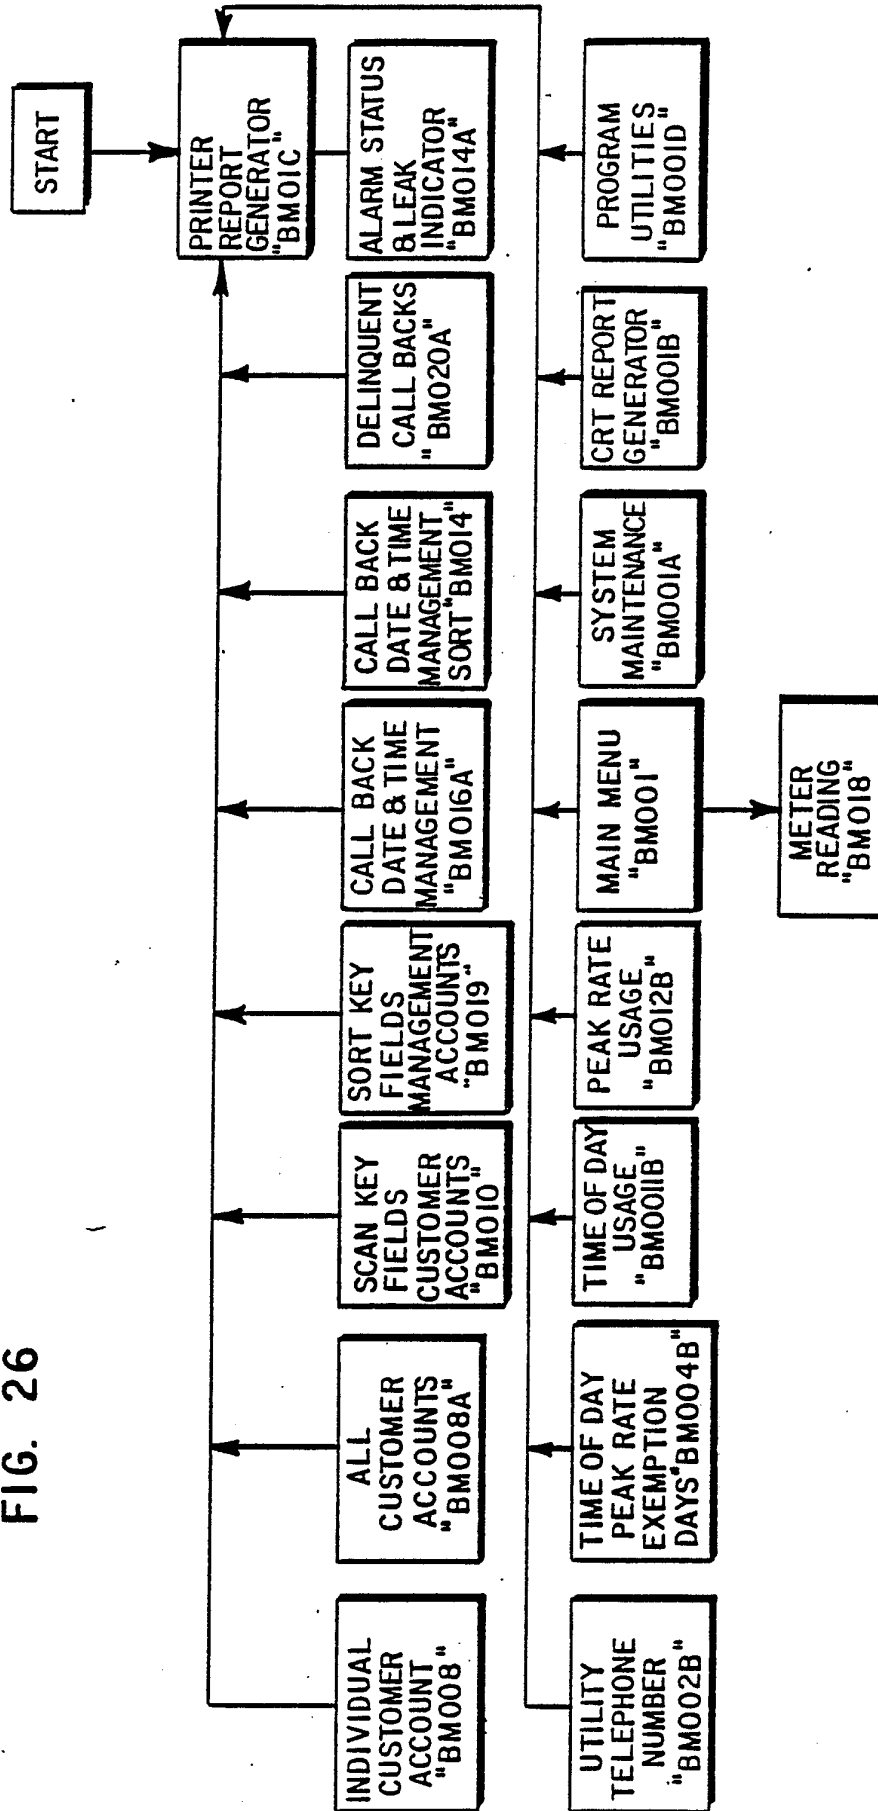 FIG. 26
START
PRINTER
REPORT
GENERATOR
"BM01C"
INDIVIDUAL
CUSTOMER
ACCOUNT
"BM008"
ALL
CUSTOMER
ACCOUNTS
"BM008A"
SCAN KEY
FIELDS
CUSTOMER
ACCOUNTS
"BM010"
SORT KEY
FIELDS
MANAGEMENT
ACCOUNTS
"BM019"
CALL BACK
DATE & TIME
MANAGEMENT
"BM016A"
CALL BACK
DATE & TIME
MANAGEMENT
SORT "BM014"
DELINQUENT
CALL BACKS
"BM020A"
ALARM STATUS
& LEAK
INDICATOR
"BM014A"
UTILITY
TELEPHONE
NUMBER
"BM002B"
TIME OF DAY
PEAK RATE
EXEMPTION
DAYS "BM004B"
TIME OF DAY
USAGE
"BM0011B"
PEAK RATE
USAGE
"BM012B"
MAIN MENU
"BM001"
SYSTEM
MAINTENANCE
"BM001A"
CRT REPORT
GENERATOR
"BM001B"
PROGRAM
UTILITIES
"BM001D"
METER
READING
"BM018"